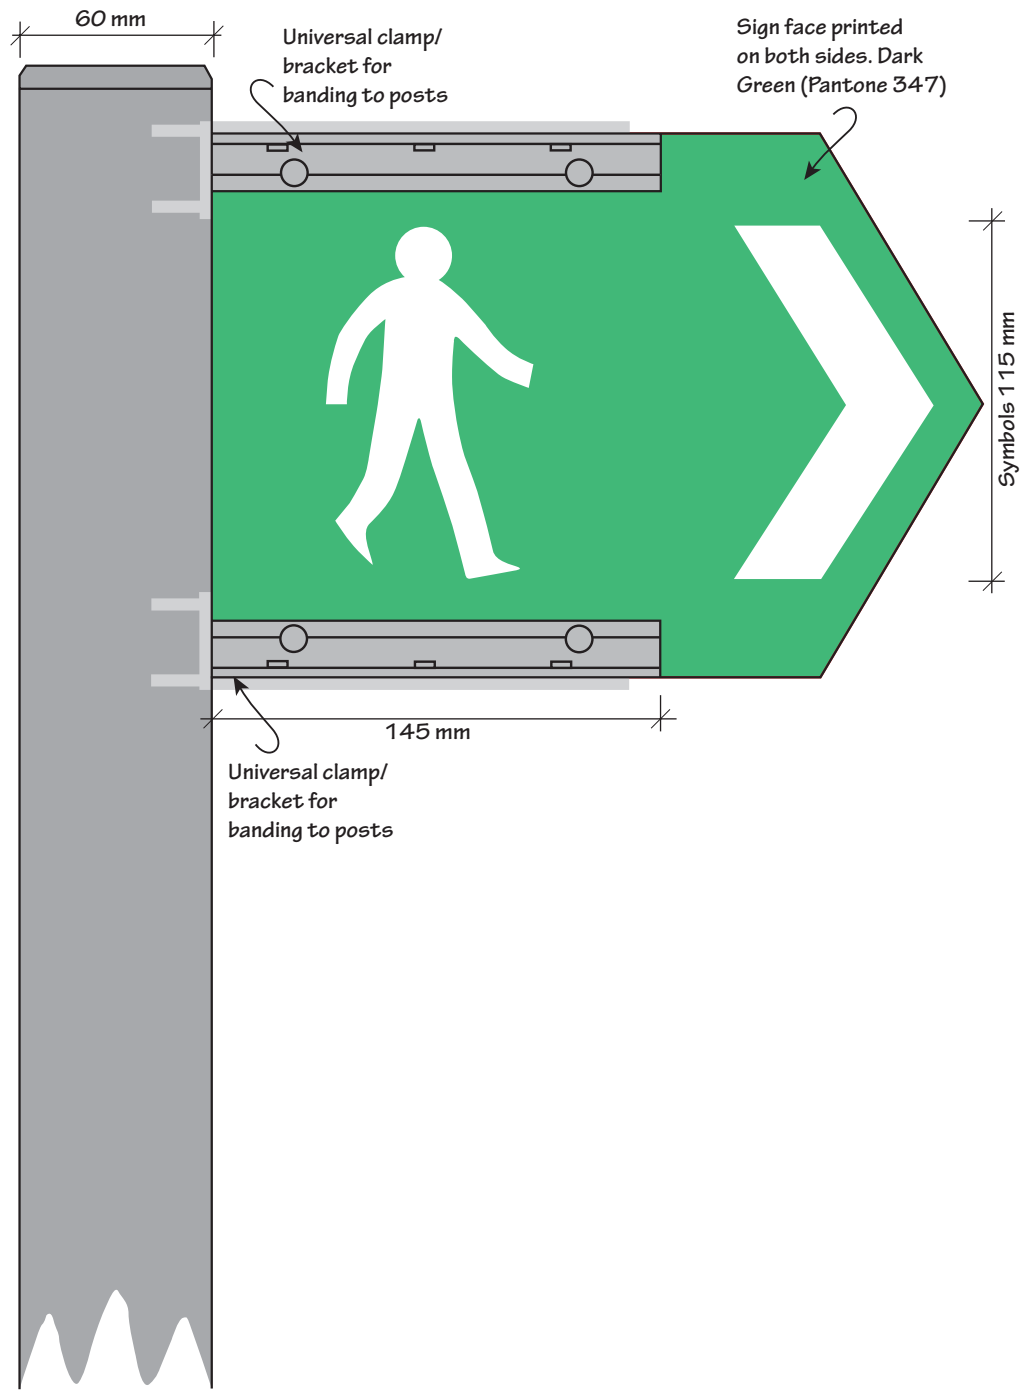 60 mm
Universal clamp/
bracket for
banding to posts
Sign face printed
on both sides. Dark
Green (Pantone 347)
Symbols 115 mm
145 mm
Universal clamp/
bracket for
banding to posts